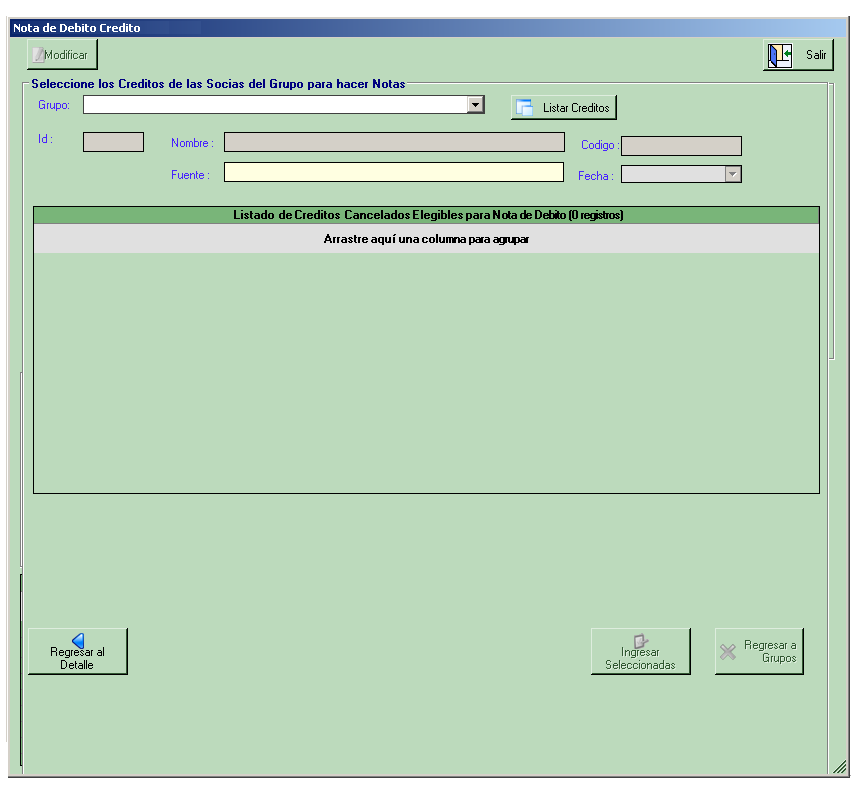 Nota de Debito Credito
Modificar
Salir
Seleccione los Creditos de las Socias del Grupo para hacer Notas
Grupo:
Listar Creditos
Id :
Nombre :
Codigo :
Fuente :
Fecha :
Listado de Creditos Cancelados Elegibles para Nota de Debito (0 registros)
Arrastre aquí una columna para agrupar
Regresar al
Detalle
Ingresar
Seleccionadas
Regresar a
Grupos